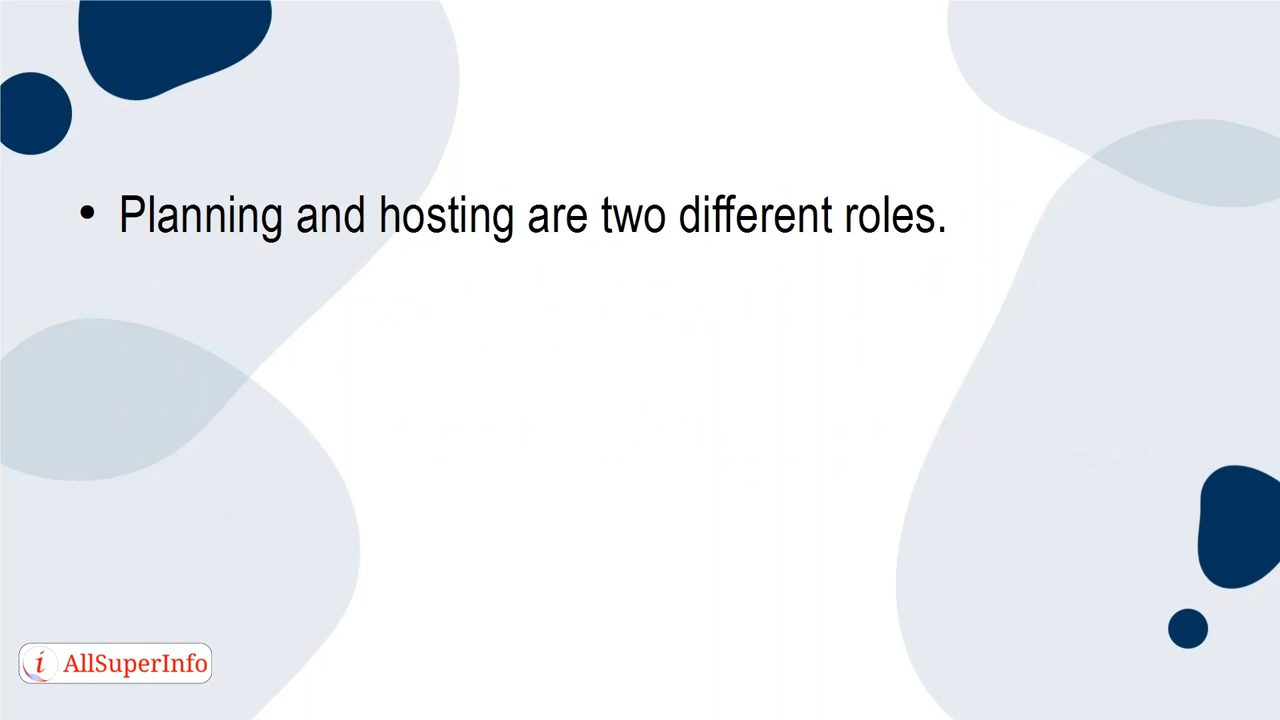 • Planning and hosting are two different roles.
i AllSuperInfo